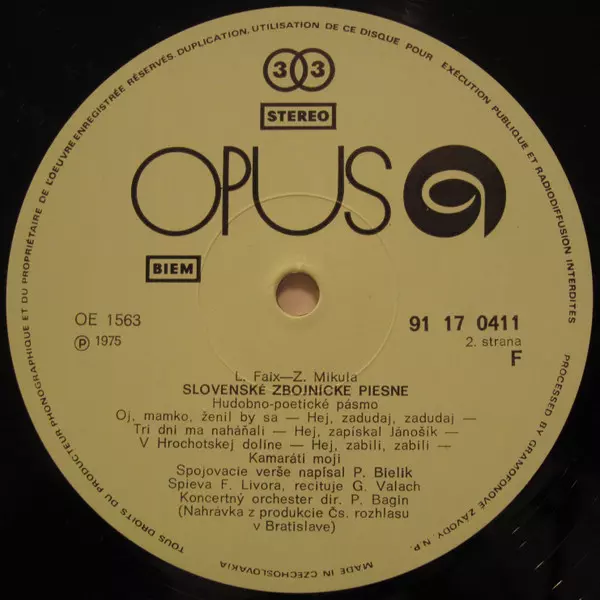 TOUS DROITS DU PRODUCTEUR PHONOGRAPHIQUE ET DU PROPRIÉTAIRE DE L'OEUVRE ENREGISTRÉE RÉSERVÉS. DUPLICATION, UTILISATION DE CE DISQUE POUR EXÉCUTION PUBLIQUE ET RADIODIFFUSION INTERDITES
33
STEREO
OPUS
BIEM
OE 1563
℗ 1975
91 17 0411
2. strana
F
L. Faix—Z. Mikula
SLOVENSKÉ ZBOJNÍCKE PIESNE
Hudobno-poetické pásmo
Oj, mamko, ženil by sa — Hej, zadudaj, zadudaj —
Tri dni ma naháňali — Hej, zapískal Jánošík —
V Hrochotskej doline — Hej, zabili, zabili —
Kamaráti moji
Spojovacie verše napísal P. Bielik
Spieva F. Livora, recituje G. Valach
Koncertný orchester dir. P. Bagin
(Nahrávka z produkcie Čs. rozhlasu
v Bratislave)
PROCESSED BY GRAMOFONOVÉ ZÁVODY, N.P.
MADE IN CZECHOSLOVAKIA